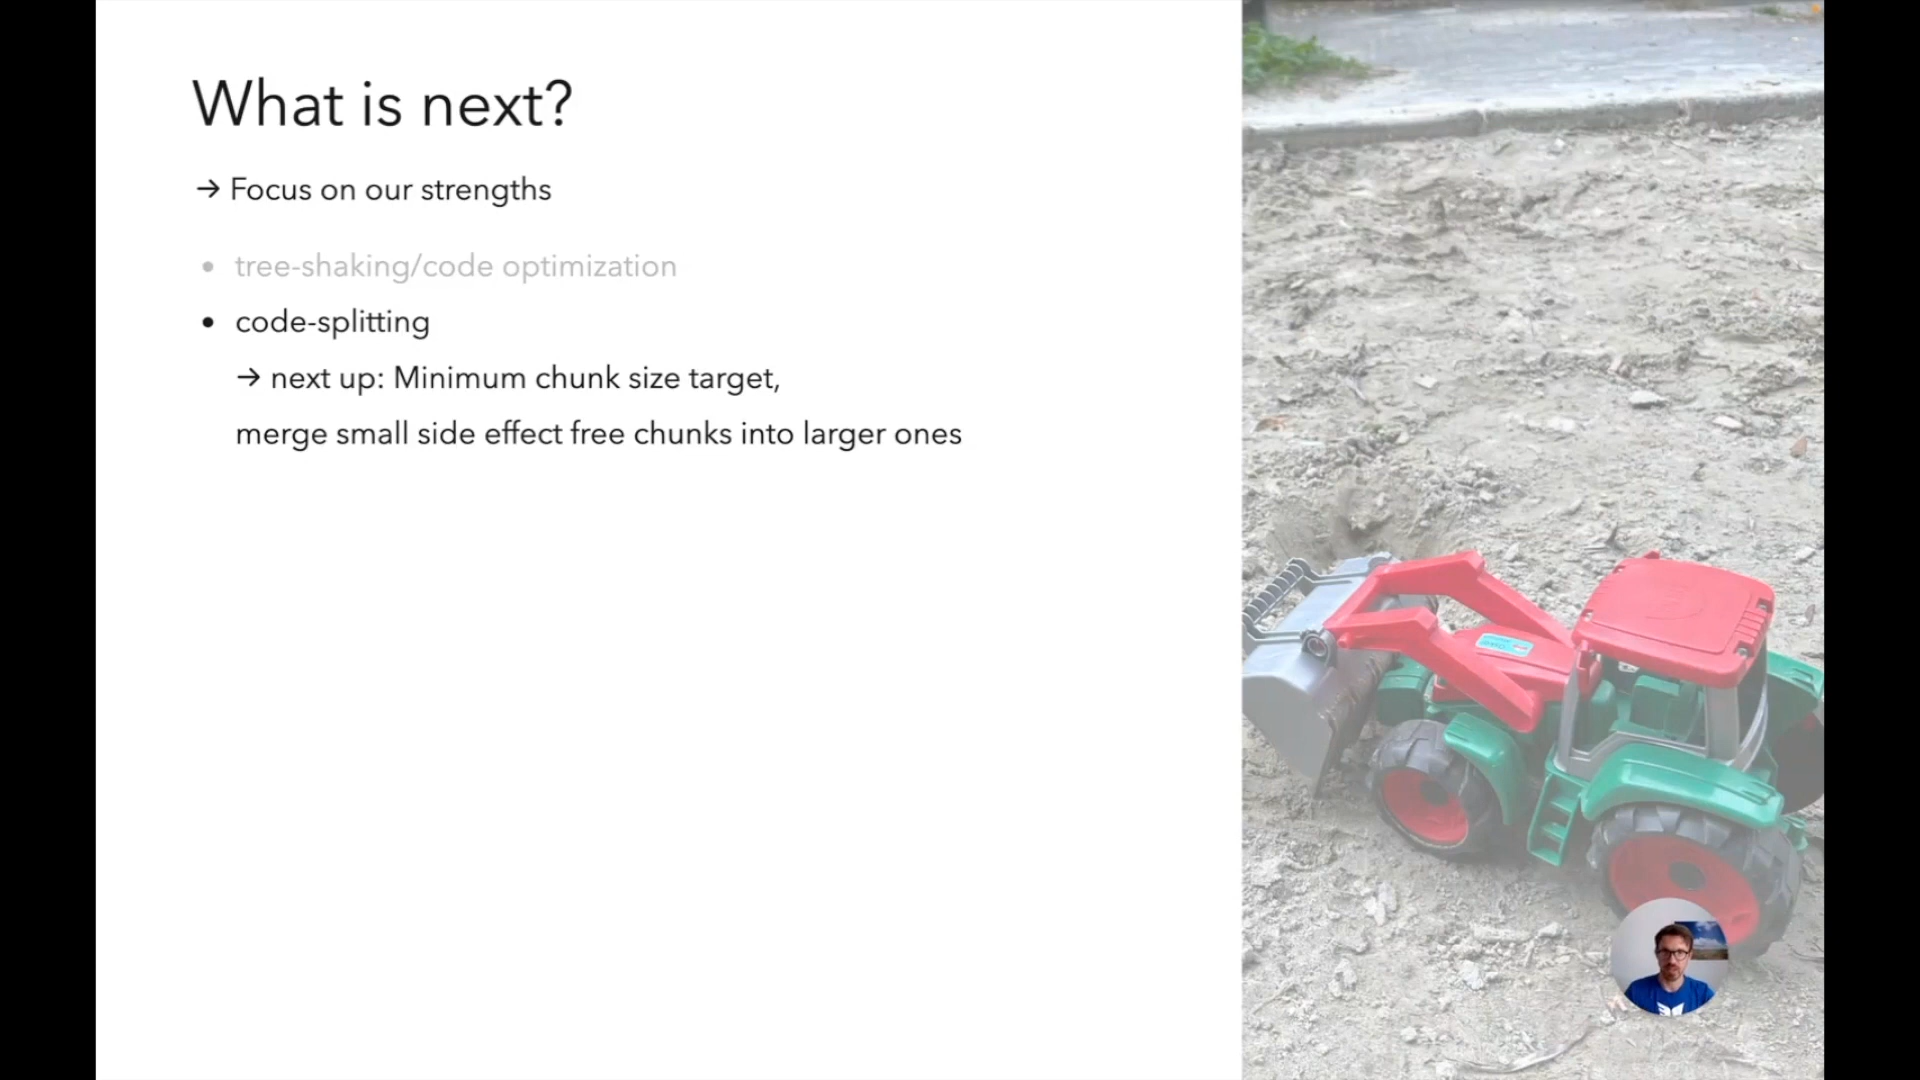 What is next?
→ Focus on our strengths
• tree-shaking/code optimization
• code-splitting
→ next up: Minimum chunk size target,
merge small side effect free chunks into larger ones